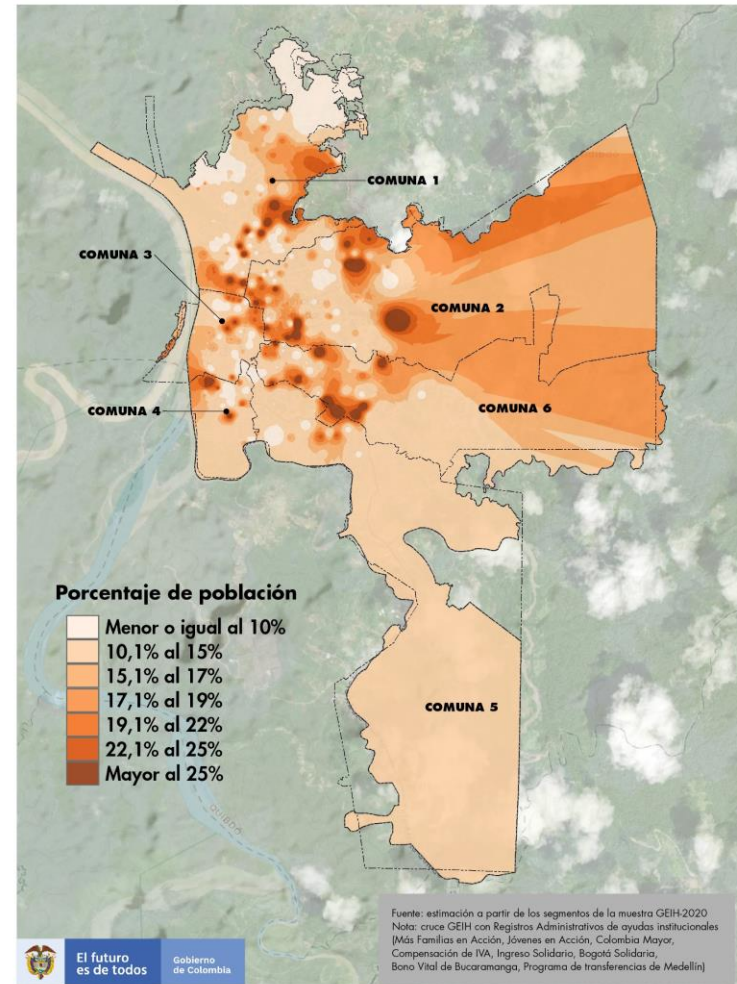 COMUNA 1
COMUNA 3
COMUNA 2
COMUNA 4
COMUNA 6
COMUNA 5
Porcentaje de población
Menor o igual al 10%
10,1% al 15%
15,1% al 17%
17,1% al 19%
19,1% al 22%
22,1% al 25%
Mayor al 25%
QUIBDÓ
Fuente: estimación a partir de los segmentos de la muestra GEIH-2020
Nota: cruce GEIH con Registros Administrativos de ayudas institucionales
(Más Familias en Acción, Jóvenes en Acción, Colombia Mayor,
Compensación de IVA, Ingreso Solidario, Bogotá Solidaria,
Bono Vital de Bucaramanga, Programa de transferencias de Medellín)
El futuro
es de todos
Gobierno
de Colombia